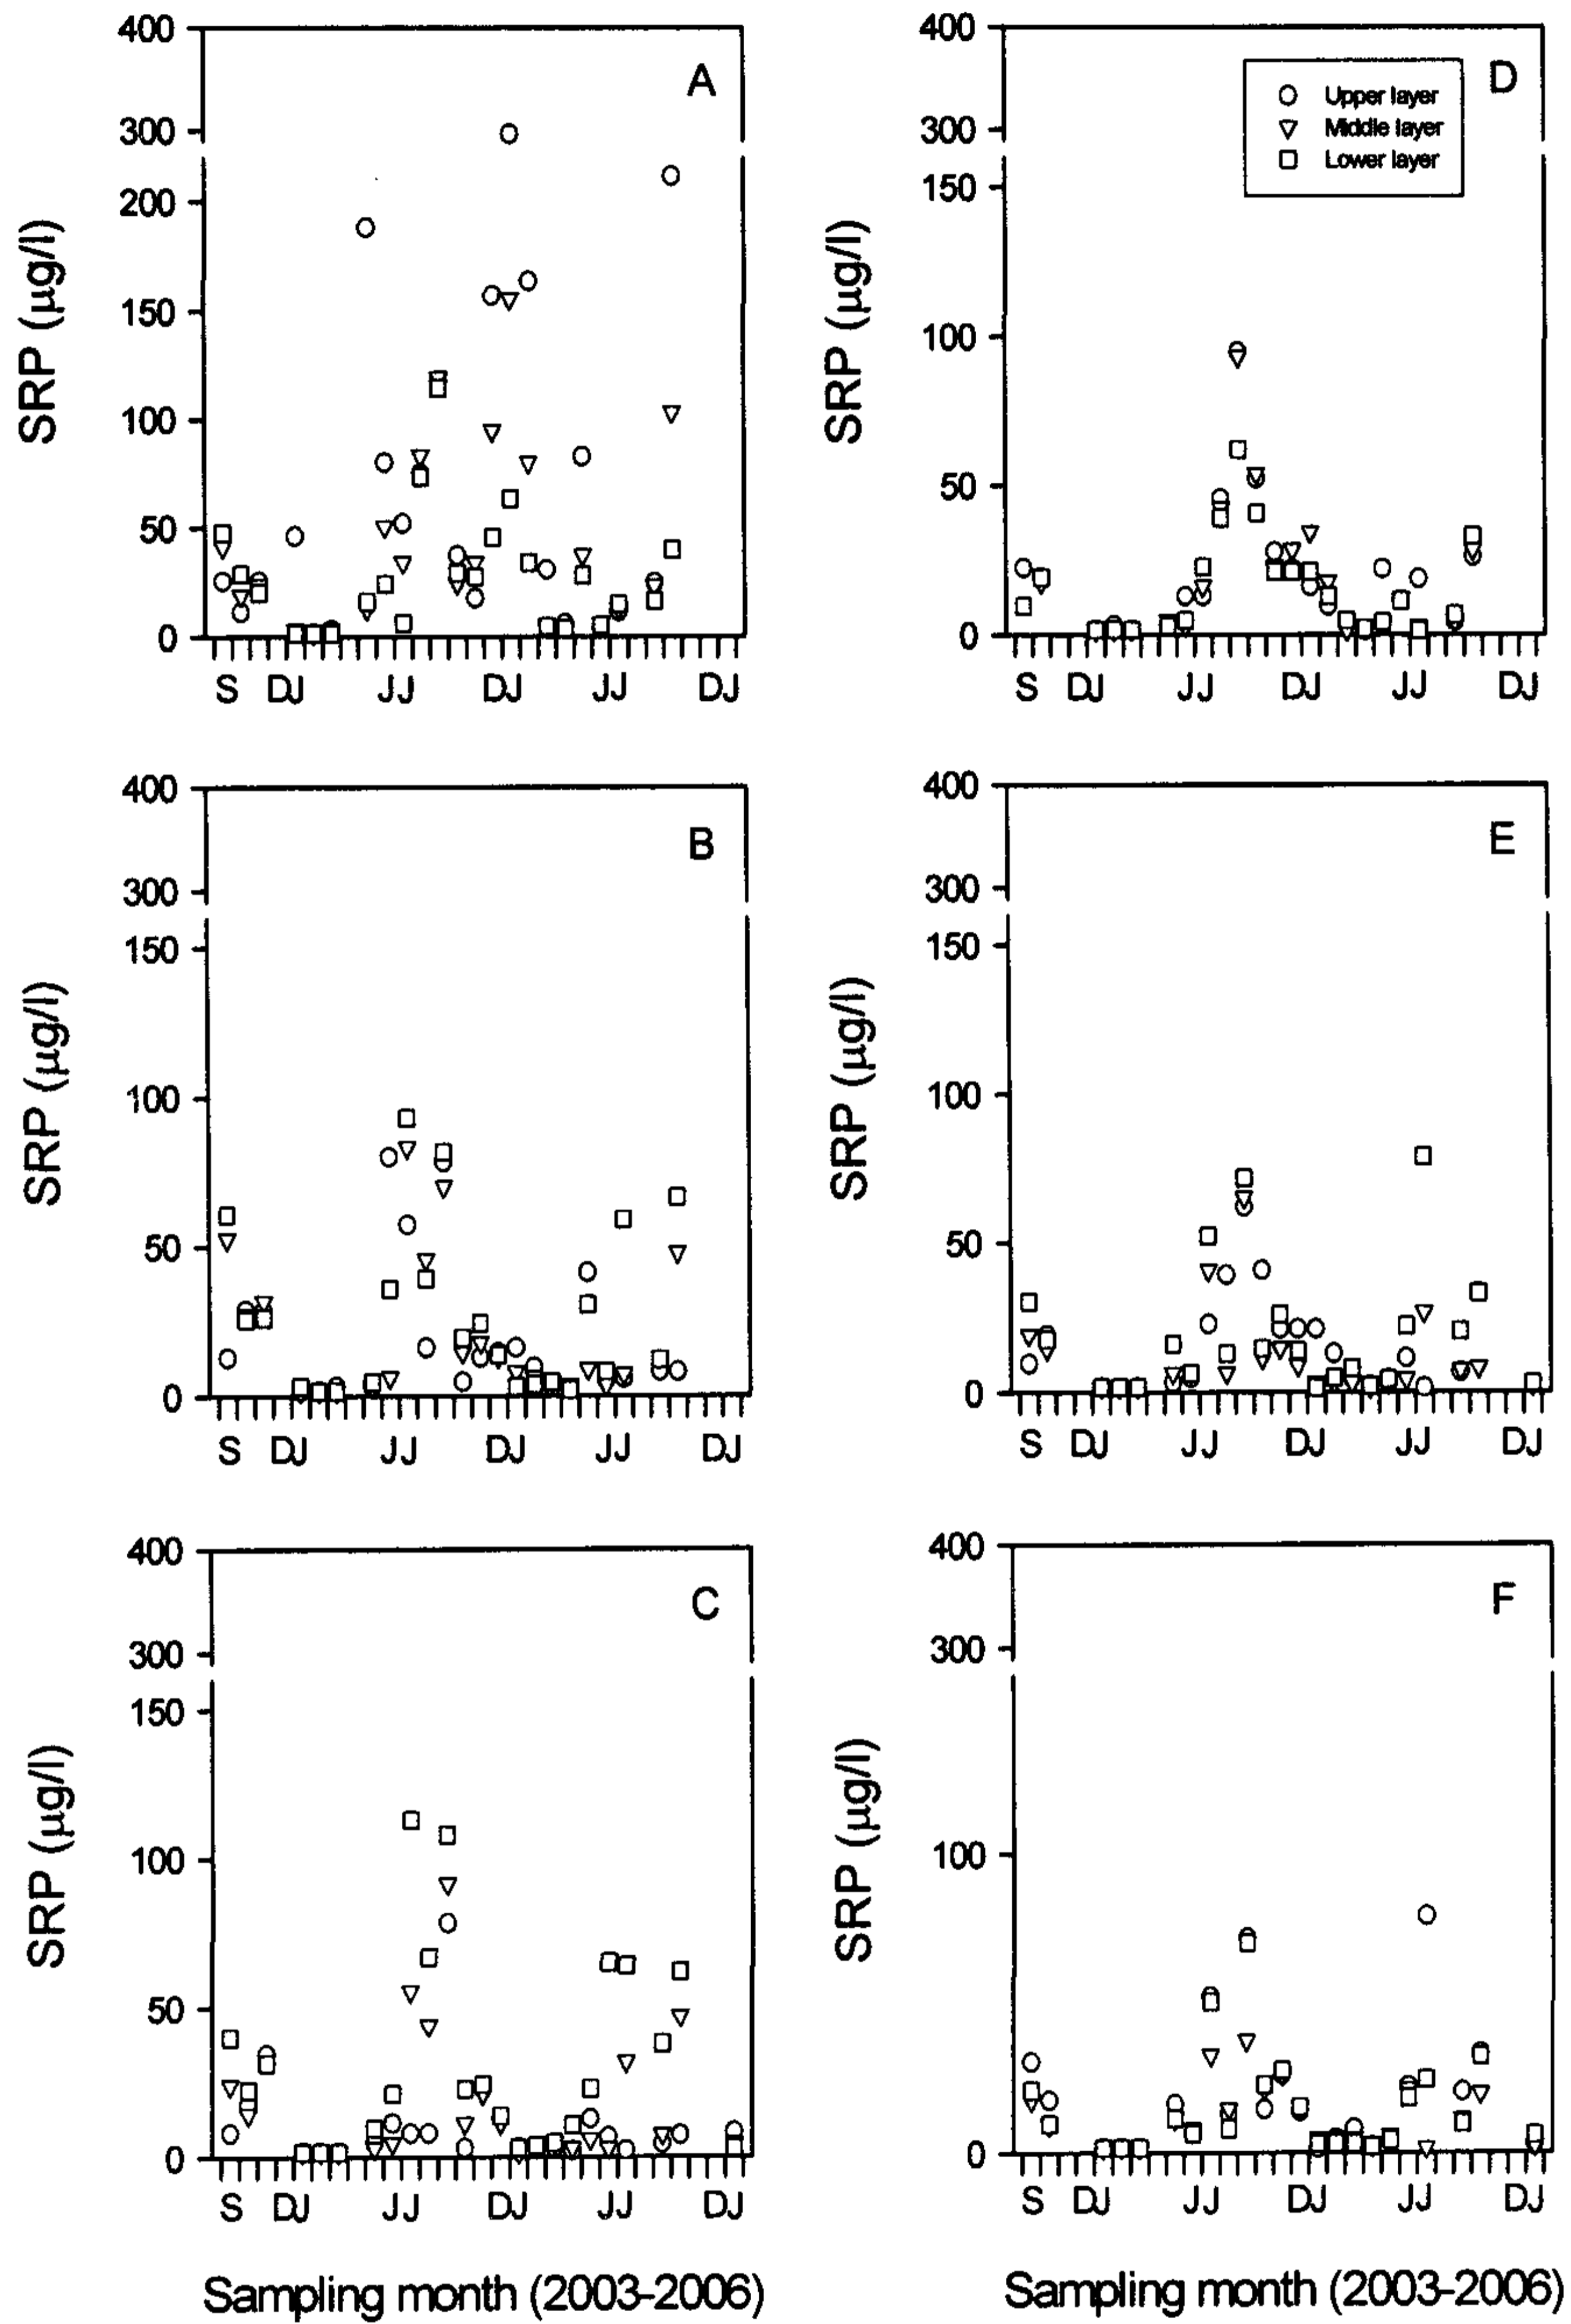 A
400
300
200
150
100
50
0
SRP (µg/l)
S DJ JJ DJ JJ DJ
D
Upper layer
Middle layer
Lower layer
400
300
150
100
50
0
SRP (µg/l)
S DJ JJ DJ JJ DJ
B
400
300
150
100
50
0
SRP (µg/l)
S DJ JJ DJ JJ DJ
E
400
300
150
100
50
0
SRP (µg/l)
S DJ JJ DJ JJ DJ
C
400
300
150
100
50
0
SRP (µg/l)
S DJ JJ DJ JJ DJ
Sampling month (2003-2006)
F
400
300
100
0
SRP (µg/l)
S DJ JJ DJ JJ DJ
Sampling month (2003-2006)